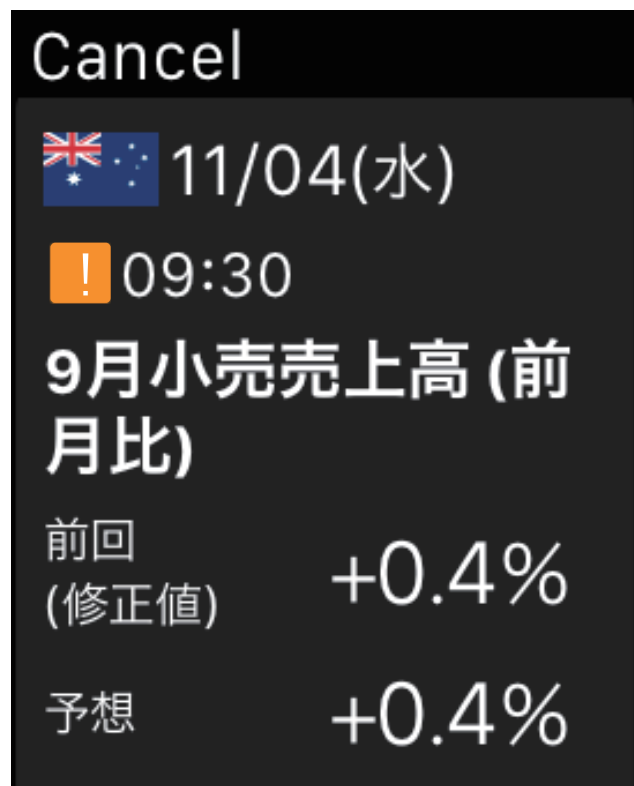 Cancel
11/04(水)
! 09:30
9月小売売上高 (前
月比)
前回
(修正値)
+0.4%
予想
+0.4%